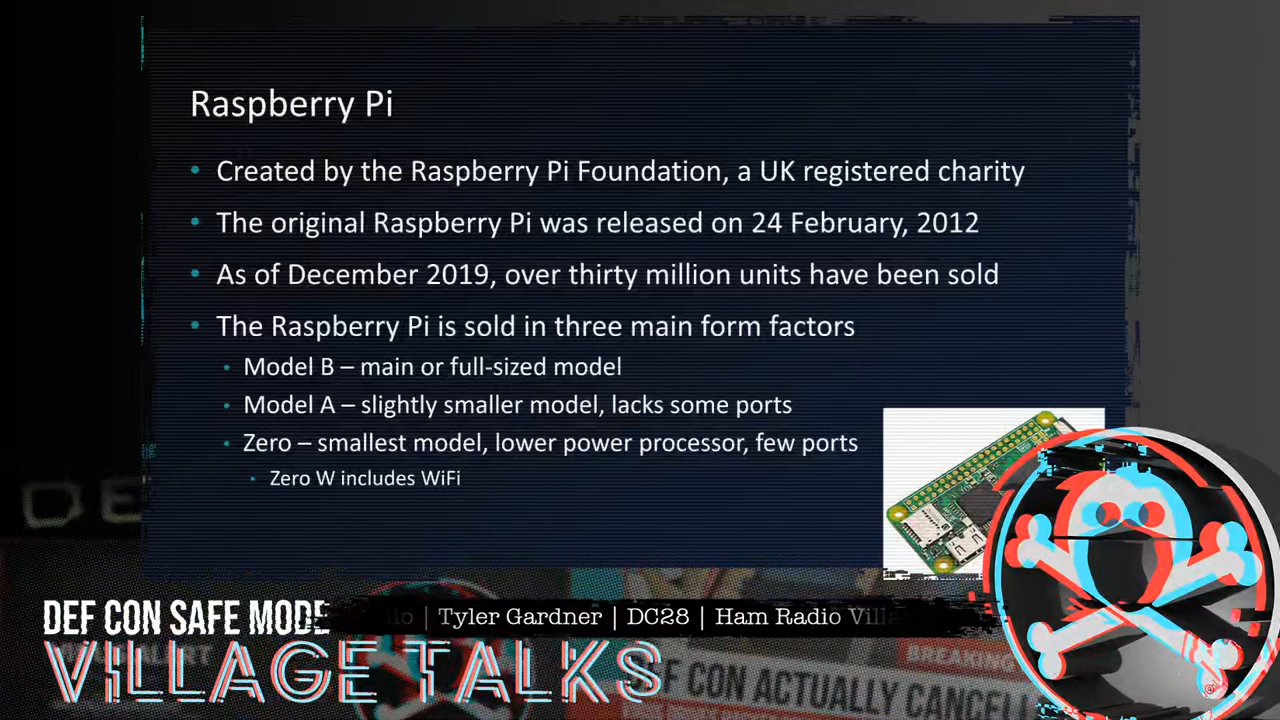 Raspberry Pi
• Created by the Raspberry Pi Foundation, a UK registered charity
• The original Raspberry Pi was released on 24 February, 2012
• As of December 2019, over thirty million units have been sold
• The Raspberry Pi is sold in three main form factors
• Model B – main or full-sized model
• Model A – slightly smaller model, lacks some ports
• Zero – smallest model, lower power processor, few ports
• Zero W includes WiFi
DE
DEF CON SAFE MODE
| Tyler Gardner | DC28 | Ham Radio Vill
VILLAGE TALKS
BREAKING
DEF CON ACTUALLY CANCELL